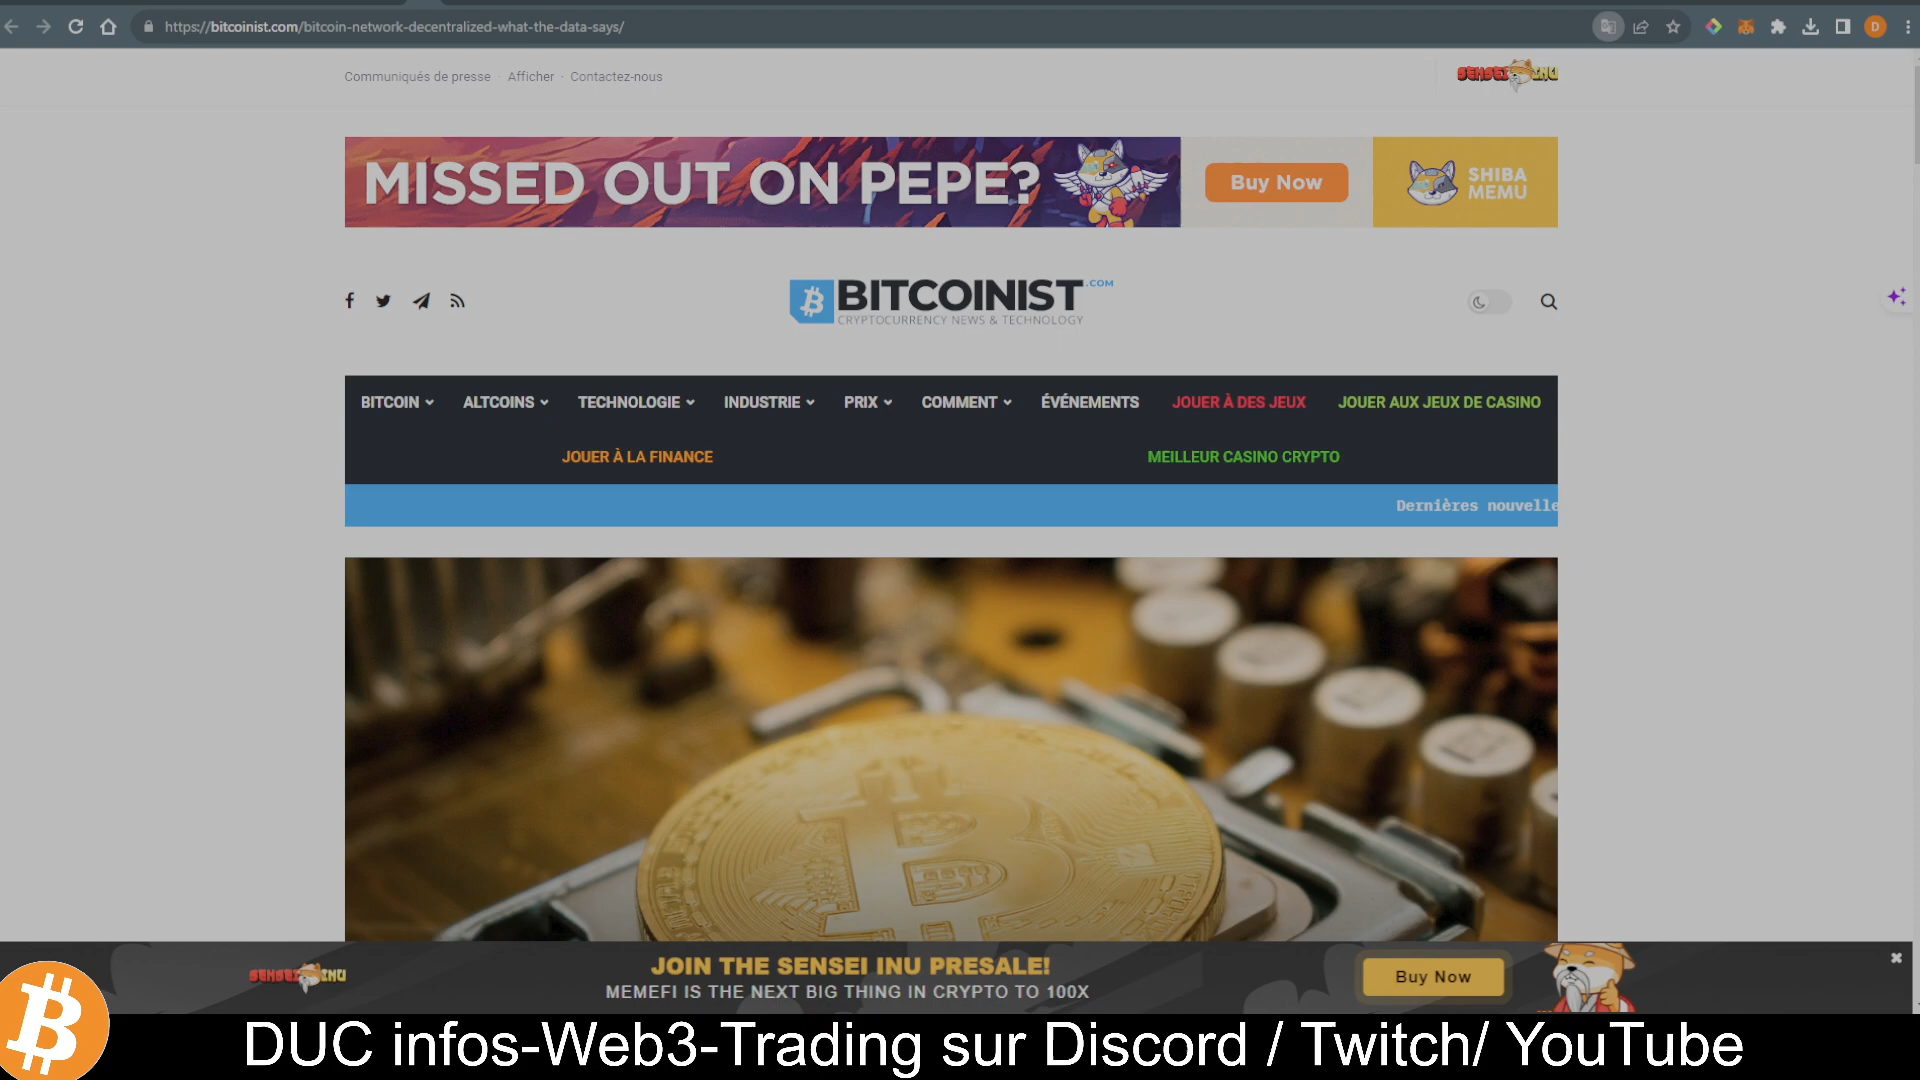 https://bitcoinist.com/bitcoin-network-decentralized-what-the-data-says/
D
Communiqués de presse · Afficher · Contactez-nous
SENSEI INU
MISSED OUT ON PEPE?
Buy Now
SHIBA
MEMU
BITCOINIST.COM
CRYPTOCURRENCY NEWS & TECHNOLOGY
BITCOIN ALTCOINS TECHNOLOGIE INDUSTRIE PRIX COMMENT ÉVÉNEMENTS JOUER À DES JEUX JOUER AUX JEUX DE CASINO
JOUER À LA FINANCE MEILLEUR CASINO CRYPTO
Dernières nouvelle
SENSEI INU
JOIN THE SENSEI INU PRESALE!
MEMEFI IS THE NEXT BIG THING IN CRYPTO TO 100X
Buy Now
DUC infos-Web3-Trading sur Discord / Twitch/ YouTube